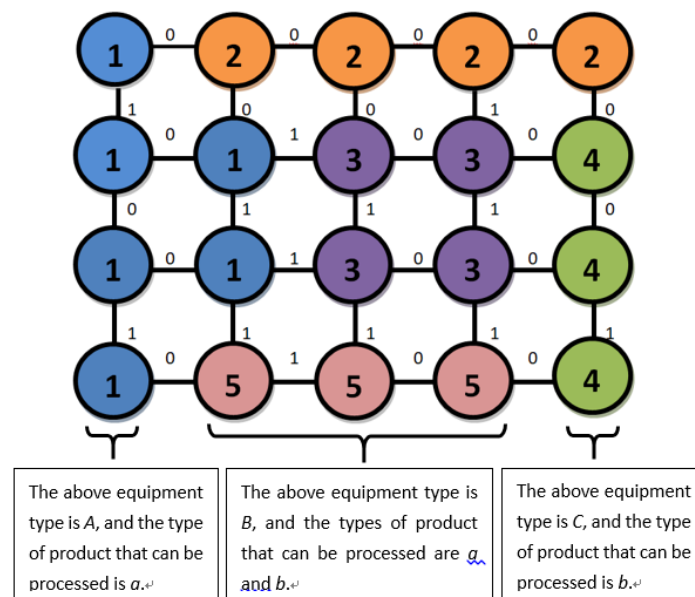 0 0 0 0
1 2 2 2 2
1 0 0 1 0
0 1 0 0
1 1 3 3 4
0 1 1 1 0
0 1 0 0
1 1 3 3 4
1 1 1 1 1
0 1 0 0
1 5 5 5 4
The above equipment
type is A, and the type
of product that can be
processed is a.↵
The above equipment type is
B, and the types of product
that can be processed are a
and b.↵
The above equipment
type is C, and the type
of product that can be
processed is b.↵